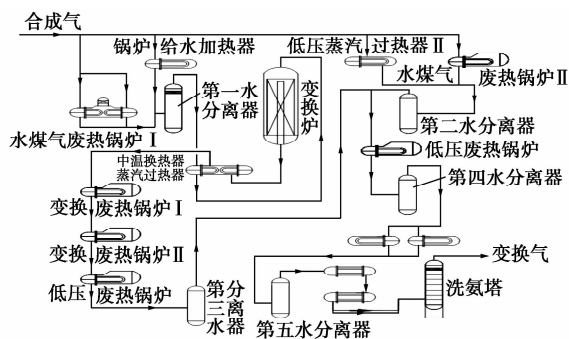 合成气
锅炉 给水加热器
低压蒸汽 过热器Ⅱ
水煤气
废热锅炉Ⅱ
第一水
分离器
变换炉
水煤气废热锅炉Ⅰ
第二水分离器
中温换热器
蒸汽过热器
低压废热锅炉
第四水分离器
变换 废热锅炉Ⅰ
变换 废热锅炉Ⅱ
低压 废热锅炉
第三水
分离器
第五水分离器
变换气
洗氨塔